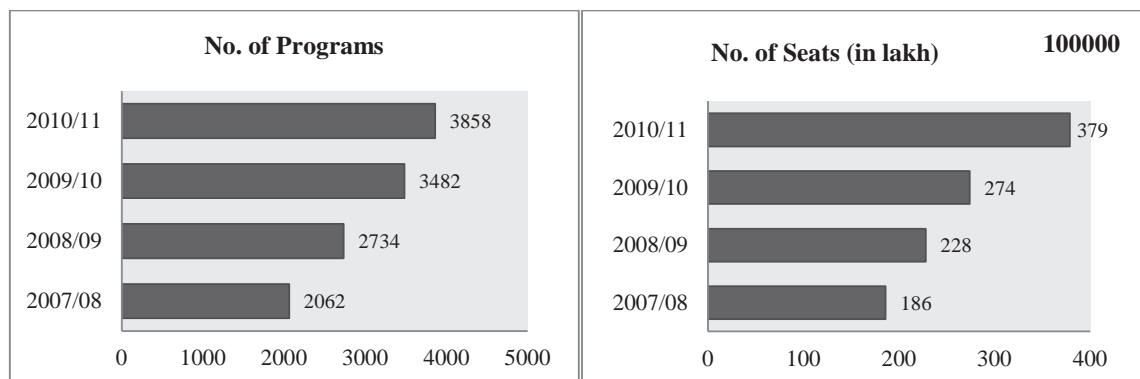 No. of Programs
2010/11 3858
2009/10 3482
2008/09 2734
2007/08 2062
0 1000 2000 3000 4000 5000
No. of Seats (in lakh) 100000
2010/11 379
2009/10 274
2008/09 228
2007/08 186
0 100 200 300 400